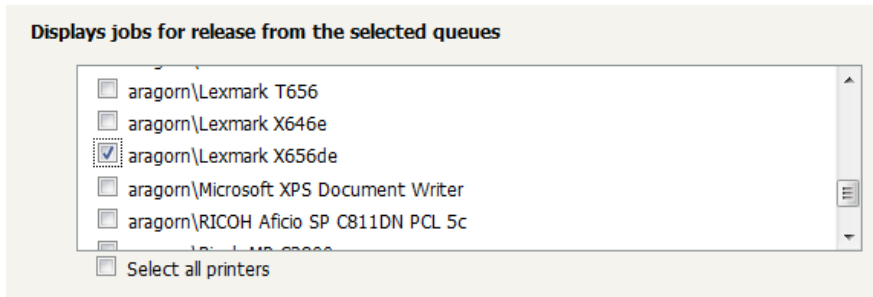 Displays jobs for release from the selected queues
aragorn\Lexmark T656
aragorn\Lexmark X646e
aragorn\Lexmark X656de
aragorn\Microsoft XPS Document Writer
aragorn\RICOH Aficio SP C811DN PCL 5c
Select all printers